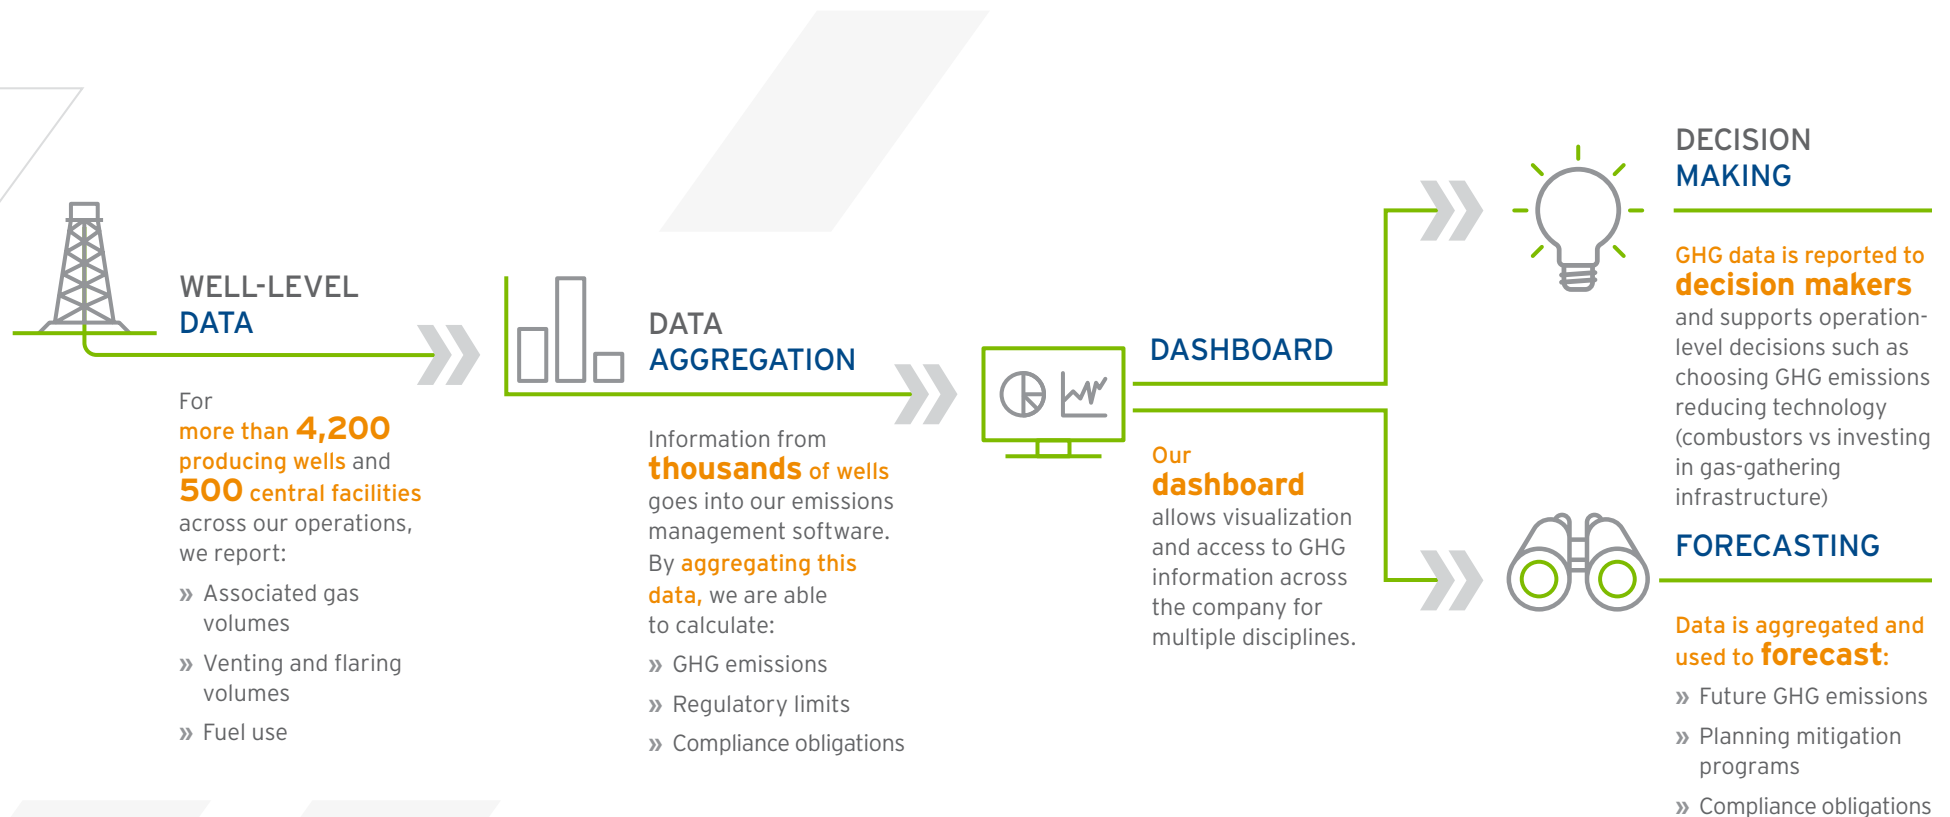 WELL-LEVEL
DATA
For
more than 4,200
producing wells and
500 central facilities
across our operations,
we report:
» Associated gas
volumes
» Venting and flaring
volumes
» Fuel use
DATA
AGGREGATION
Information from
thousands of wells
goes into our emissions
management software.
By aggregating this
data, we are able
to calculate:
» GHG emissions
» Regulatory limits
» Compliance obligations
DASHBOARD
Our
dashboard
allows visualization
and access to GHG
information across
the company for
multiple disciplines.
DECISION
MAKING
GHG data is reported to
decision makers
and supports operation-
level decisions such as
choosing GHG emissions
reducing technology
(combustors vs investing
in gas-gathering
infrastructure)
FORECASTING
Data is aggregated and
used to forecast:
» Future GHG emissions
» Planning mitigation
programs
» Compliance obligations